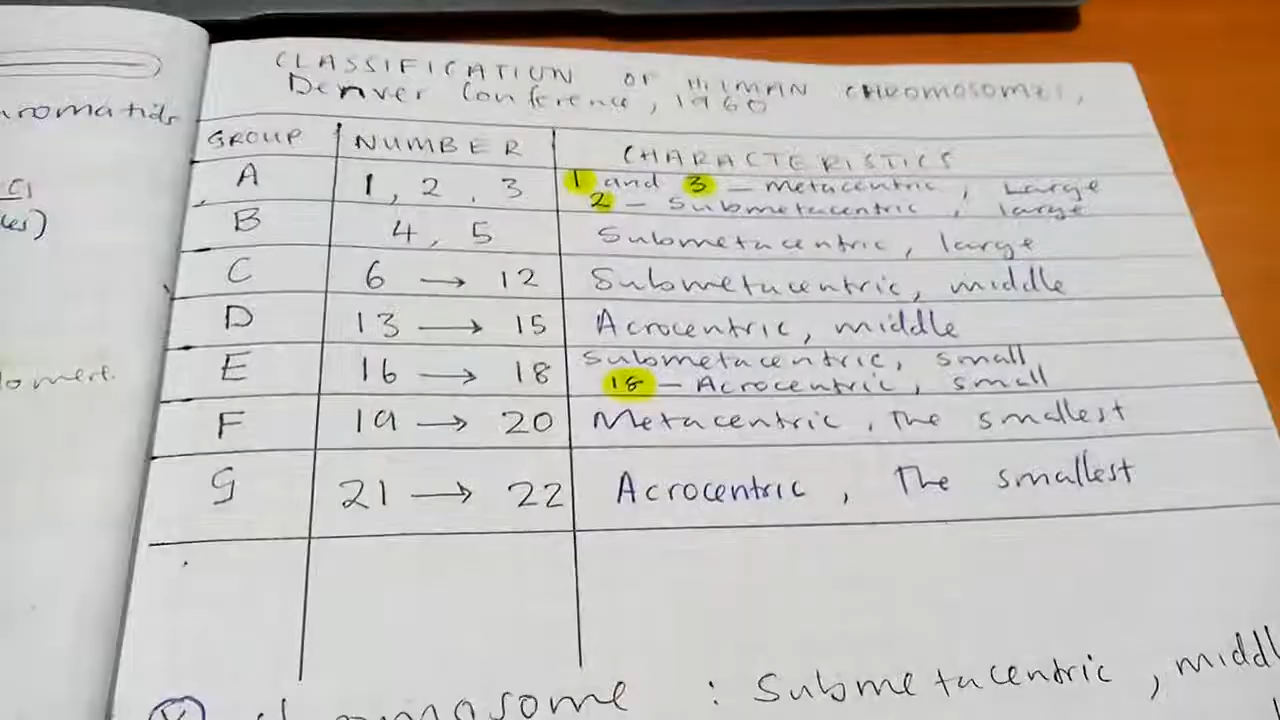 CLASSIFICATION OF HUMAN CHROMOSOMES,
Denver Conference, 1960
GROUP NUMBER CHARACTERISTICS
A 1, 2, 3 1 and 3 – metacentric, Large
2 – Submetacentric, large
B 4, 5 Submetacentric, large
C 6 → 12 Submetacentric, middle
D 13 → 15 Acrocentric, middle
E 16 → 18 Submetacentric, small
18 – Acrocentric, small
F 19 → 20 Metacentric, The smallest
G 21 → 22 Acrocentric, The smallest
: Submetacentric, middl
romatids
omere.